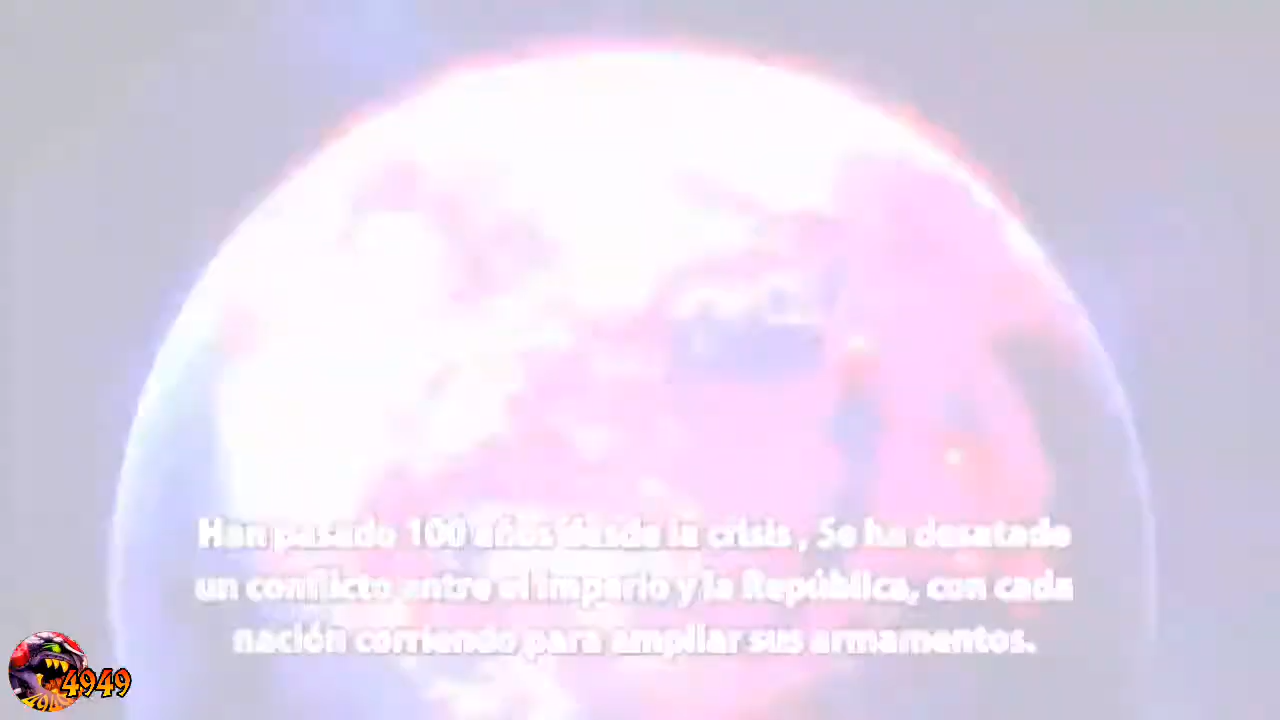 Han pasado 100 años desde la crisis , Se ha desatado
un conflicto entre el imperio y la República, con cada
nación corriendo para ampliar sus armamentos.
4949
4949